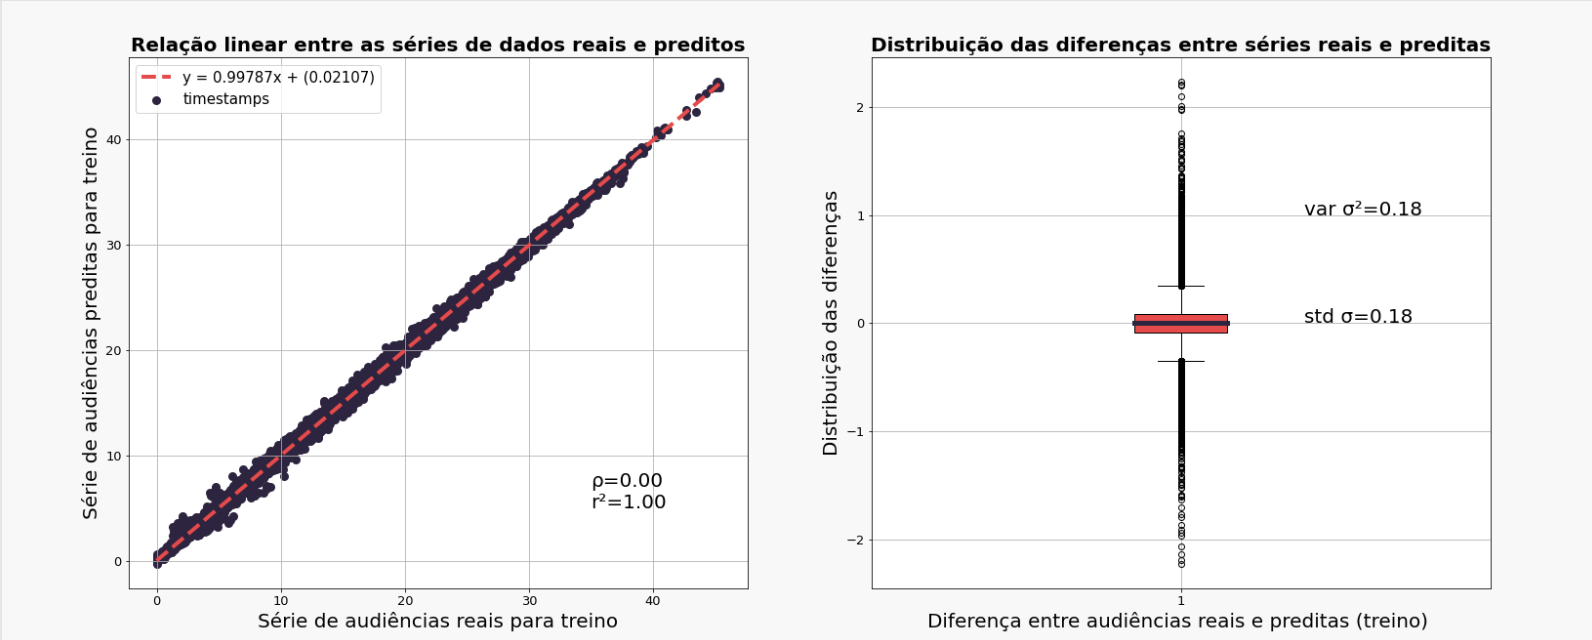 Relação linear entre as séries de dados reais e preditos
y = 0.99787x + (0.02107)
timestamps
Série de audiências preditas para treino
40
30
20
10
0
ρ=0.00
r²=1.00
0 10 20 30 40
Série de audiências reais para treino
Distribuição das diferenças entre séries reais e preditas
Distribuição das diferenças
2
1
0
−1
−2
var σ²=0.18
std σ=0.18
1
Diferença entre audiências reais e preditas (treino)